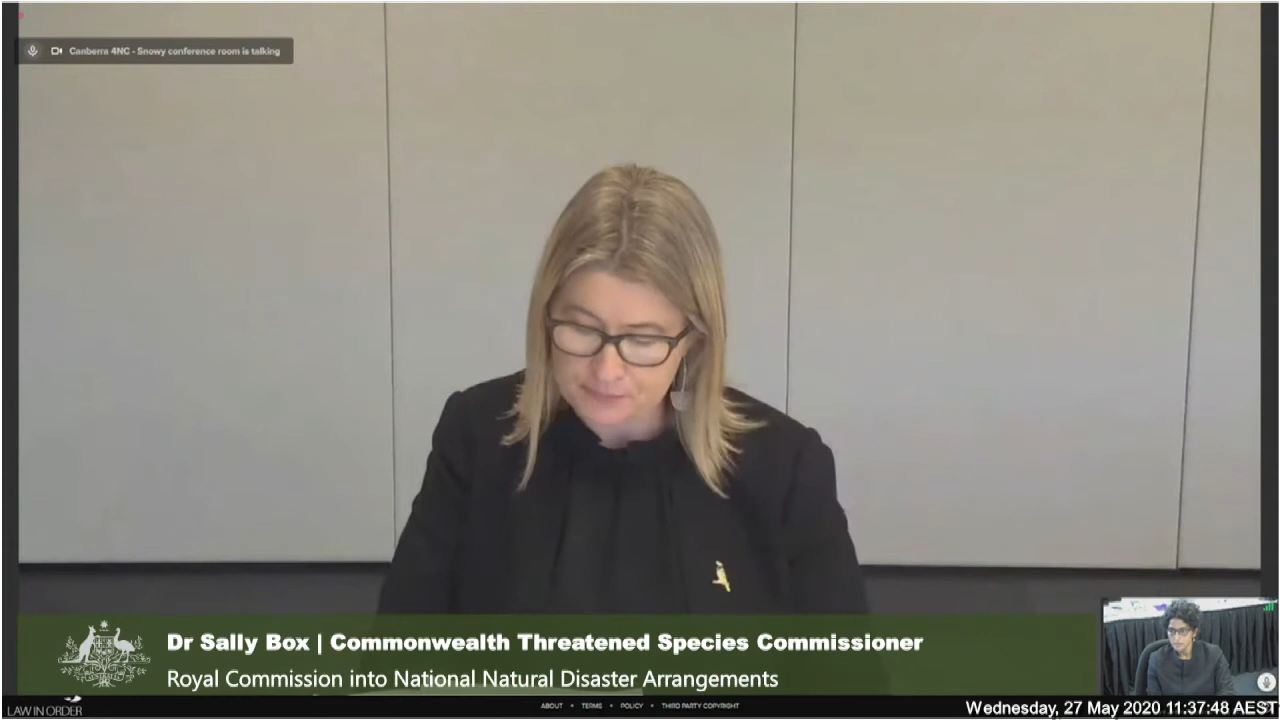 Canberra 4NC - Snowy conference room is talking
Dr Sally Box | Commonwealth Threatened Species Commissioner
Royal Commission into National Natural Disaster Arrangements
LAW IN ORDER
ABOUT • TERMS • POLICY • THIRD PARTY COPYRIGHT
Wednesday, 27 May 2020 11:37:48 AEST